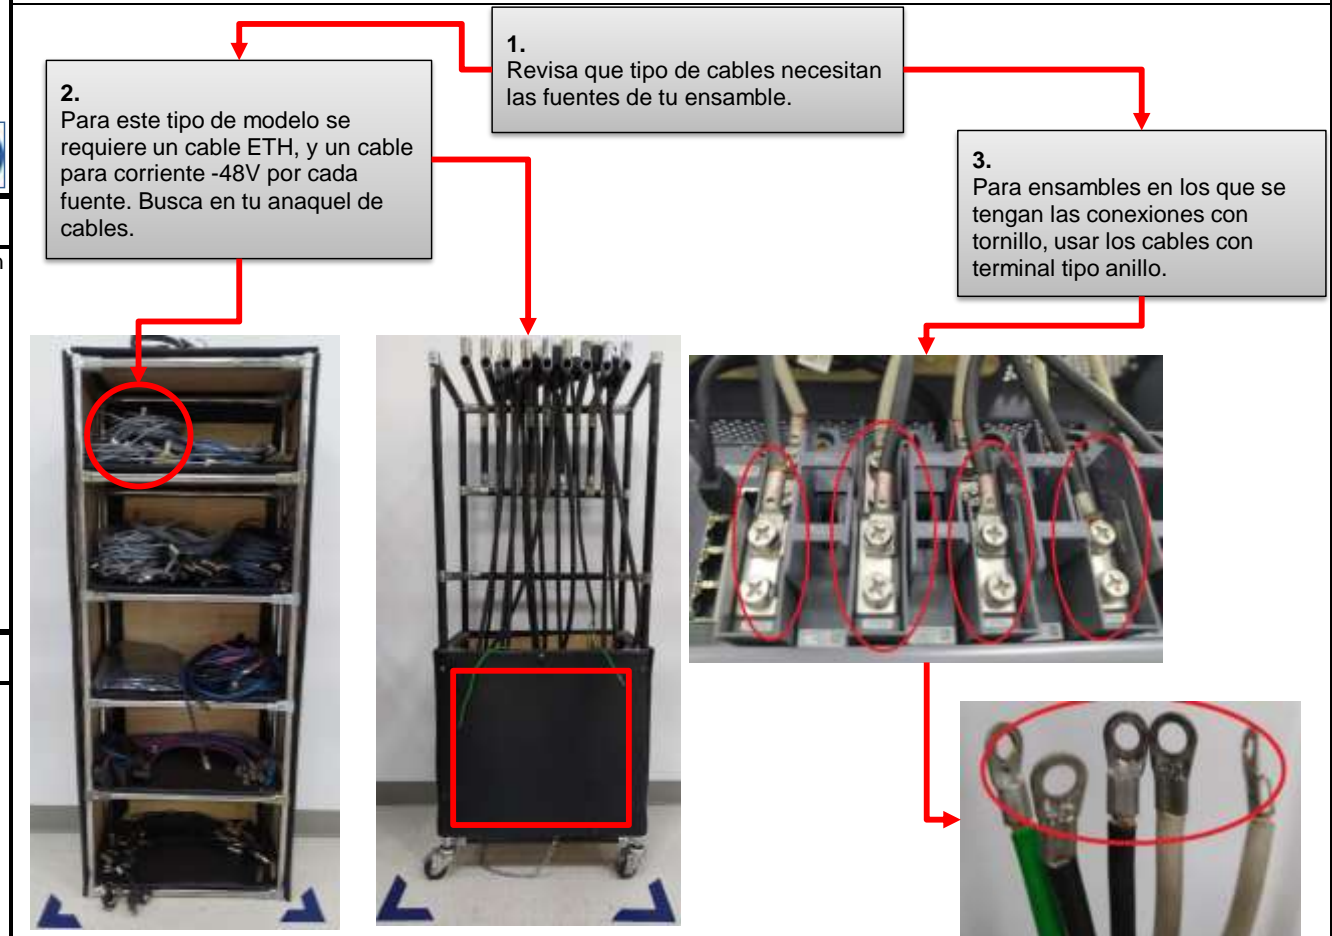 1.
Revisa que tipo de cables necesitan
las fuentes de tu ensamble.
2.
Para este tipo de modelo se
requiere un cable ETH, y un cable
para corriente -48V por cada
fuente. Busca en tu anaquel de
cables.
3.
Para ensambles en los que se
tengan las conexiones con
tornillo, usar los cables con
terminal tipo anillo.